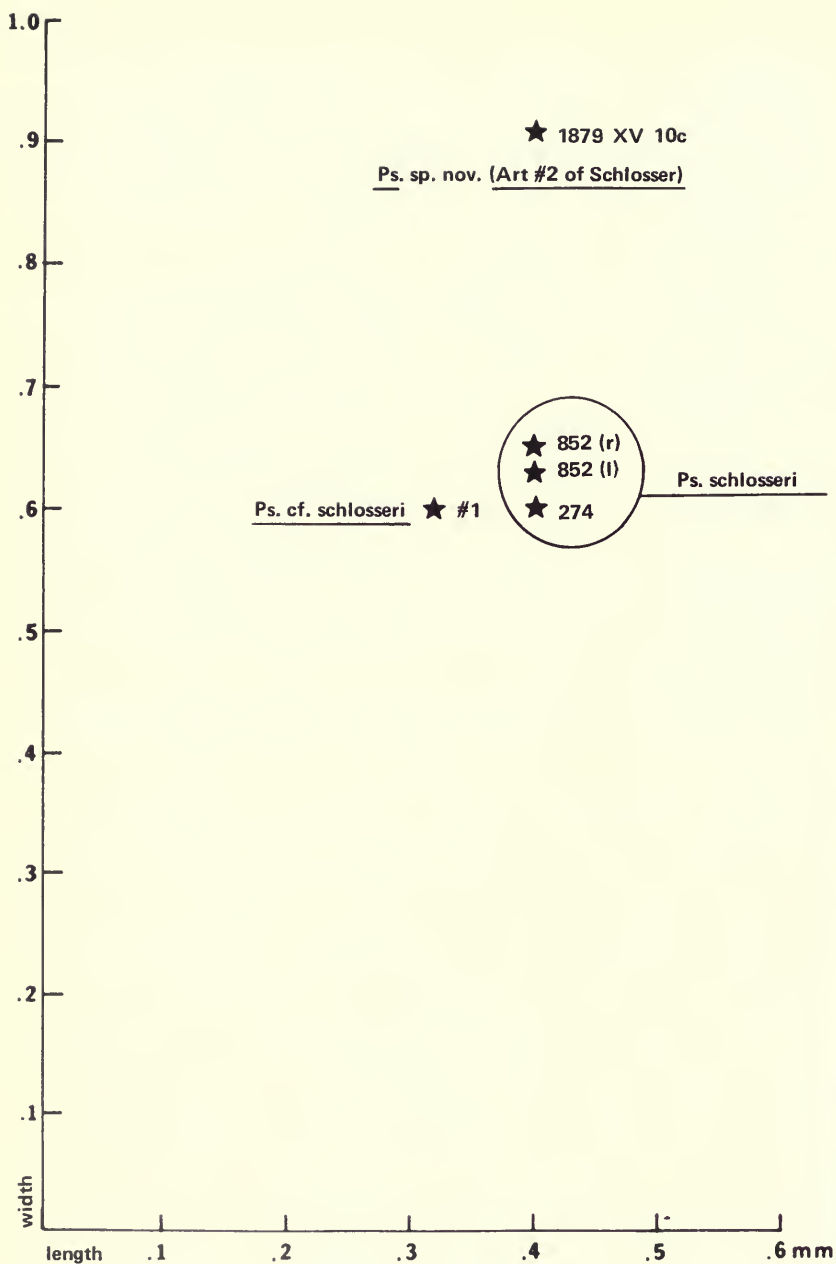 1.0
.9
★ 1879 XV 10c
Ps. sp. nov. (Art #2 of Schlosser)
.8
.7
★ 852 (r)
★ 852 (l)
Ps. schlosseri
.6
Ps. cf. schlosseri ★ #1
★ 274
.5
.4
.3
.2
.1
width
length .1 .2 .3 .4 .5 .6 mm